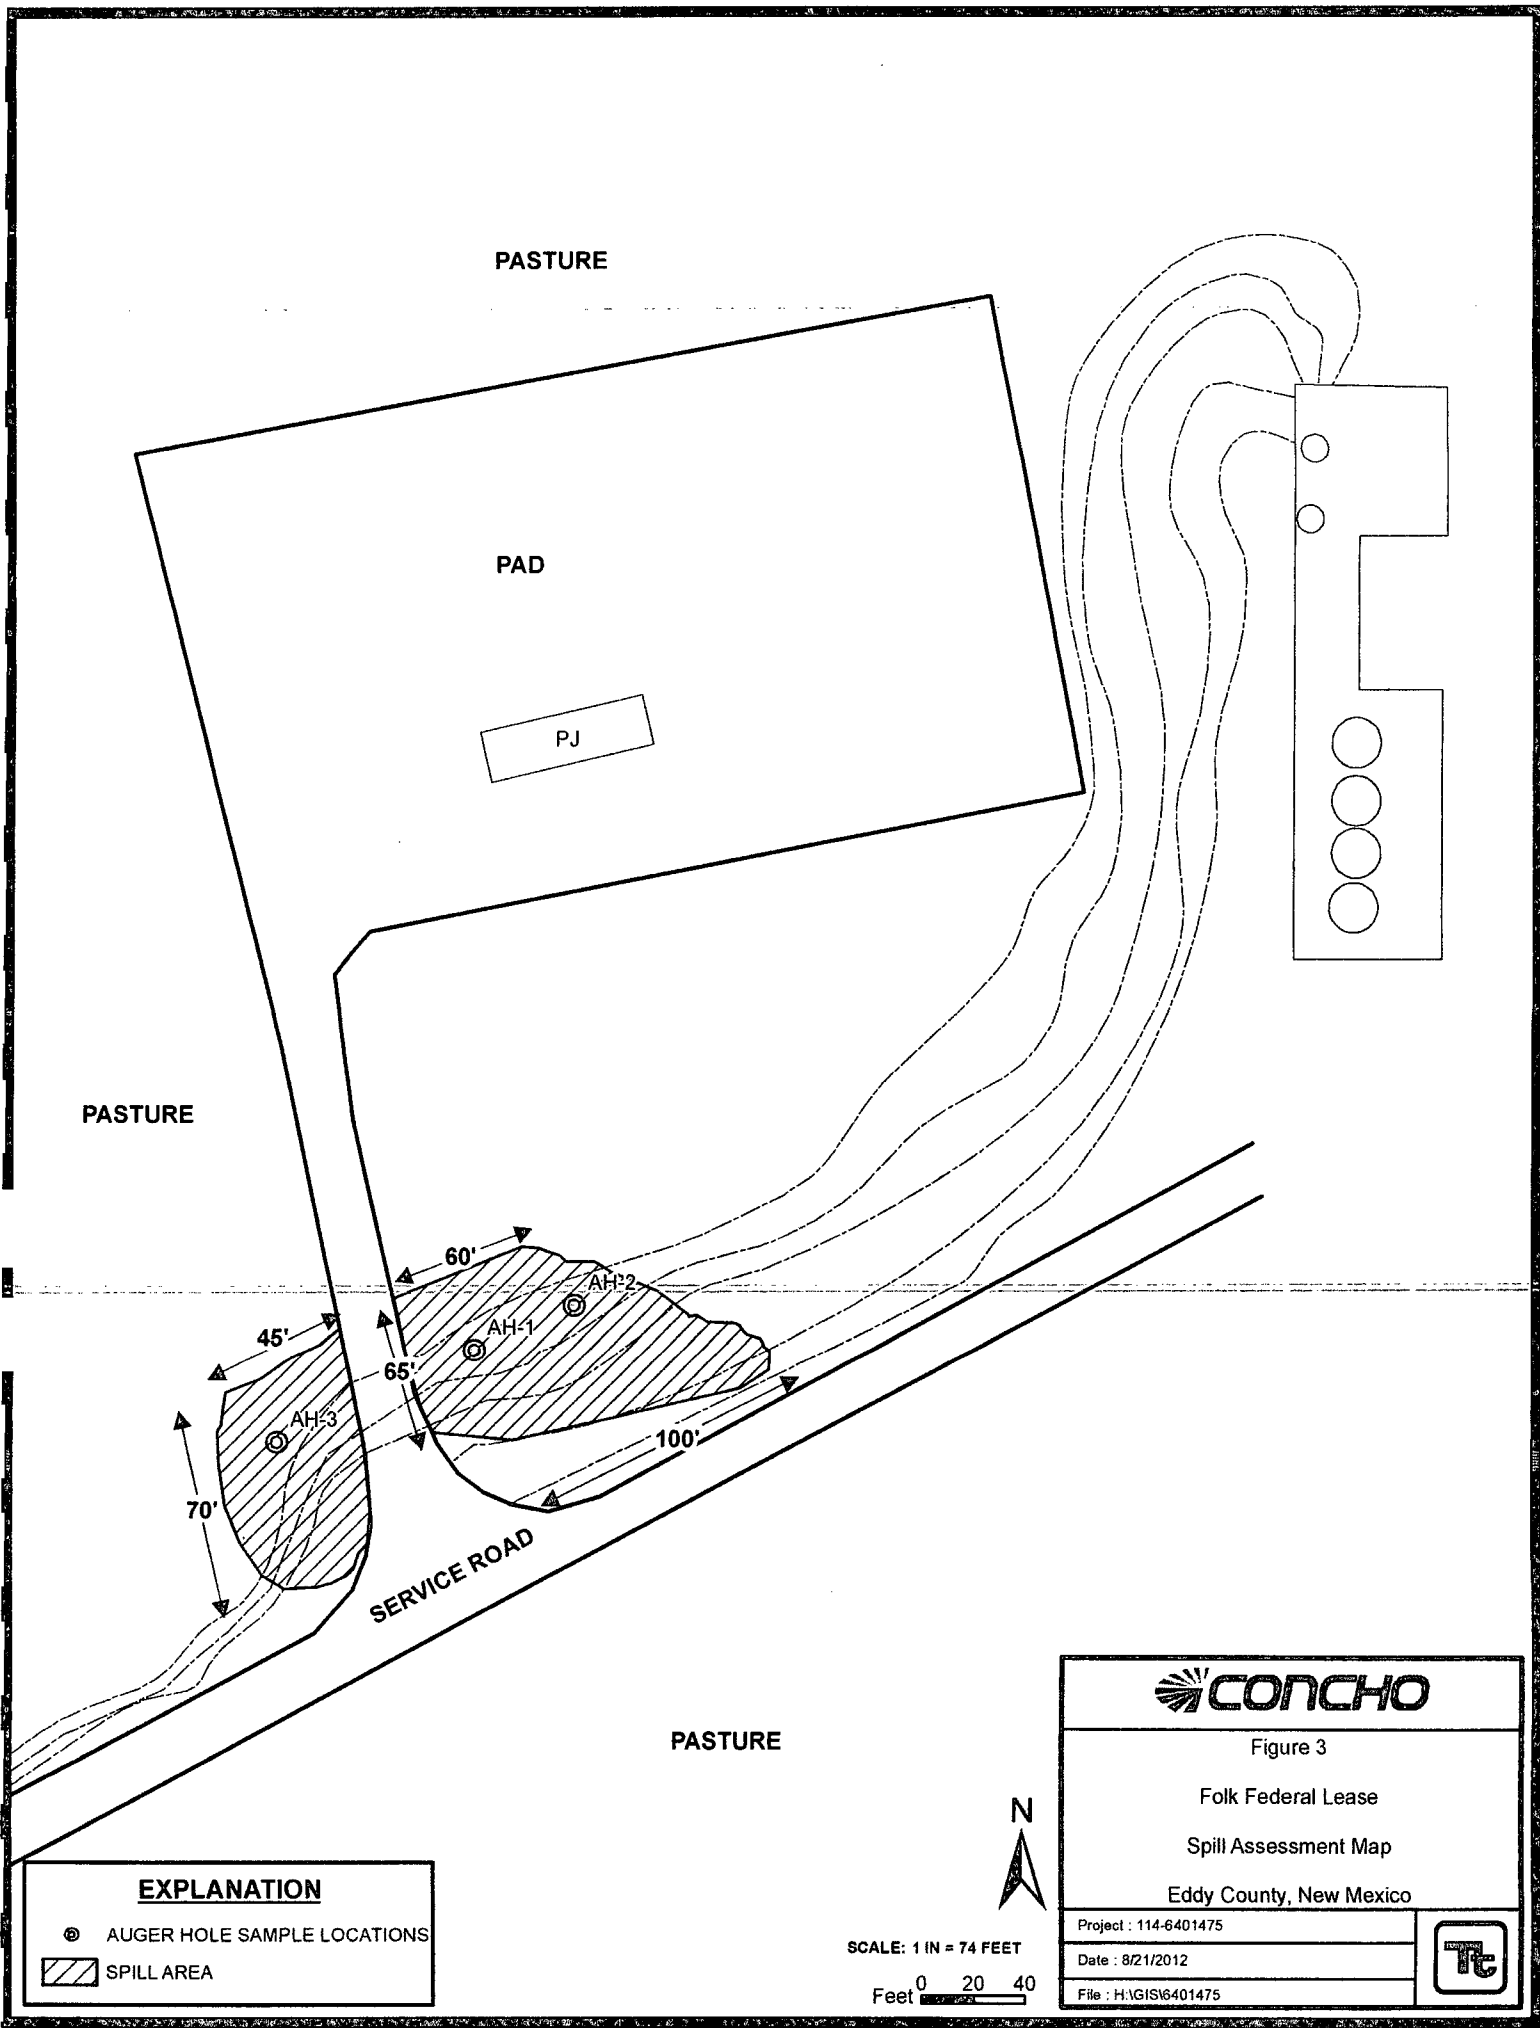 PASTURE
PAD
PJ
PASTURE
60'
AH-2
AH-1
45'
65'
AH-3
100'
70'
SERVICE ROAD
PASTURE
N
SCALE: 1 IN = 74 FEET
Feet 0 20 40
EXPLANATION
AUGER HOLE SAMPLE LOCATIONS
SPILL AREA
CONCHO
Figure 3
Folk Federal Lease
Spill Assessment Map
Eddy County, New Mexico
Project : 114-6401475
Date : 8/21/2012
File : H:\GIS\6401475
Tt